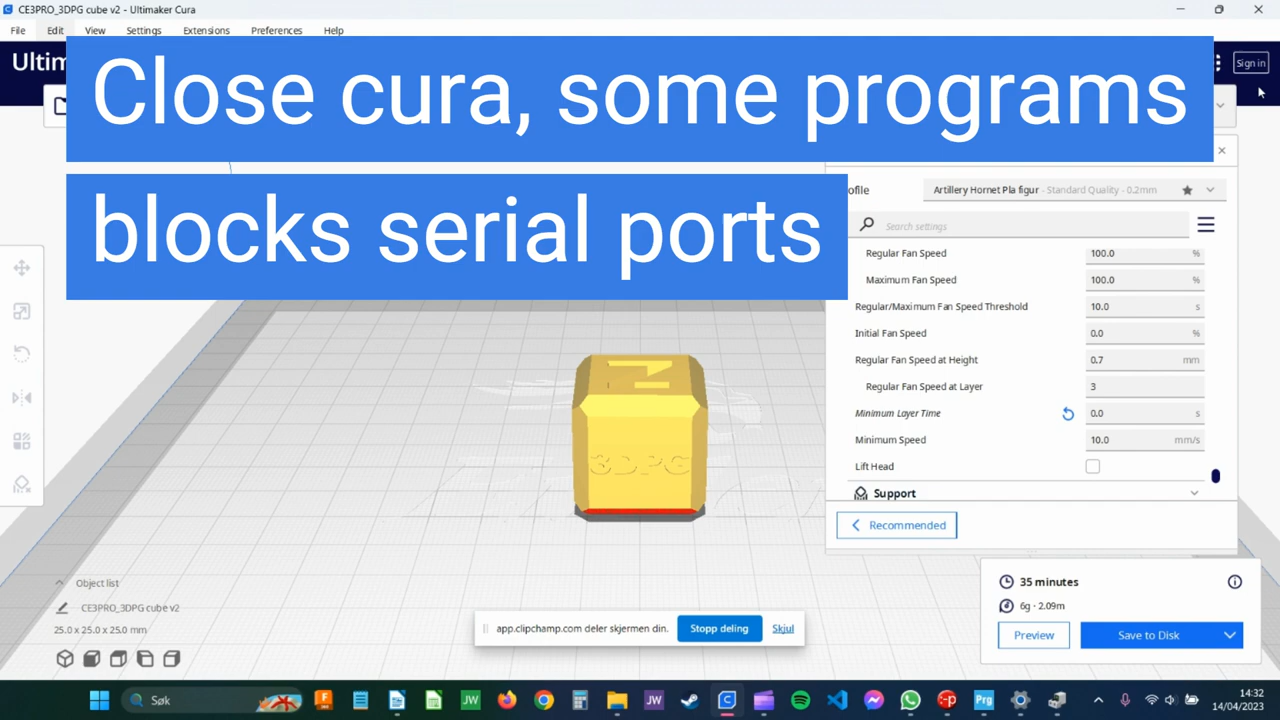 CE3PRO_3DPG cube v2 - Ultimaker Cura
File Edit View Settings Extensions Preferences Help
Ultim
Sign in
Close cura, some programs
blocks serial ports
ofile
Artillery Hornet Pla figur - Standard Quality - 0.2mm
Search settings
Regular Fan Speed 100.0 %
Maximum Fan Speed 100.0 %
Regular/Maximum Fan Speed Threshold 10.0 s
Initial Fan Speed 0.0 %
Regular Fan Speed at Height 0.7 mm
Regular Fan Speed at Layer 3
Minimum Layer Time 0.0 s
Minimum Speed 10.0 mm/s
Lift Head
Support
Recommended
3DPG
Object list
CE3PRO_3DPG cube v2
25.0 x 25.0 x 25.0 mm
app.clipchamp.com deler skjermen din. Stopp deling Skjul
35 minutes
6g · 2.09m
Preview Save to Disk
Søk
JW
JW
Prg
14:32
14/04/2023